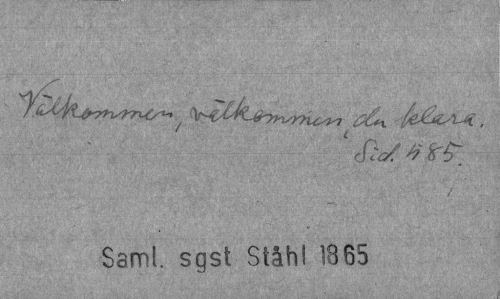 Välkommen, välkommen, du klara.
Sid. 485.
Saml. sgst Ståhl 1865